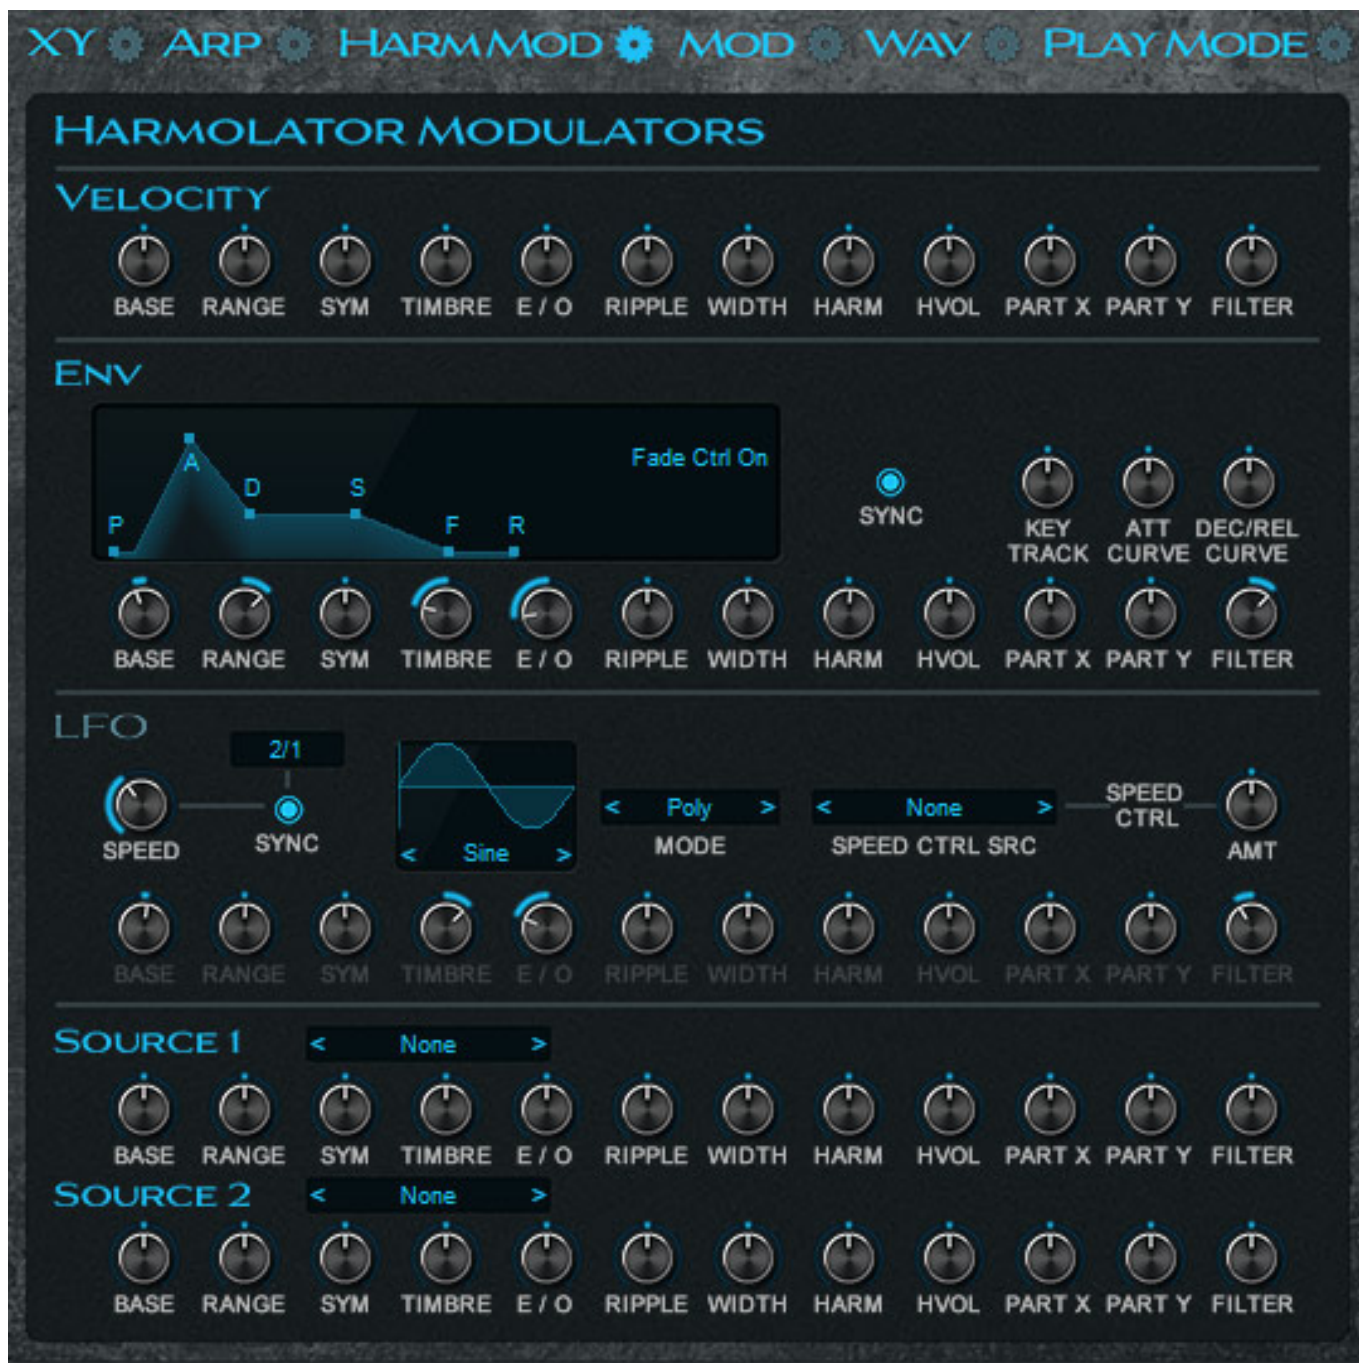 XY ARP HARM MOD MOD WAV PLAY MODE
HARMOLATOR MODULATORS
VELOCITY
BASE RANGE SYM TIMBRE E / O RIPPLE WIDTH HARM HVOL PART X PART Y FILTER
ENV
Fade Ctrl On
A
D S
P F R
SYNC
KEY TRACK ATT CURVE DEC/REL CURVE
BASE RANGE SYM TIMBRE E / O RIPPLE WIDTH HARM HVOL PART X PART Y FILTER
LFO
2/1
SPEED SYNC
< Sine >
< Poly >
MODE
< None >
SPEED CTRL SRC
SPEED CTRL
AMT
BASE RANGE SYM TIMBRE E / O RIPPLE WIDTH HARM HVOL PART X PART Y FILTER
SOURCE 1 < None >
BASE RANGE SYM TIMBRE E / O RIPPLE WIDTH HARM HVOL PART X PART Y FILTER
SOURCE 2 < None >
BASE RANGE SYM TIMBRE E / O RIPPLE WIDTH HARM HVOL PART X PART Y FILTER